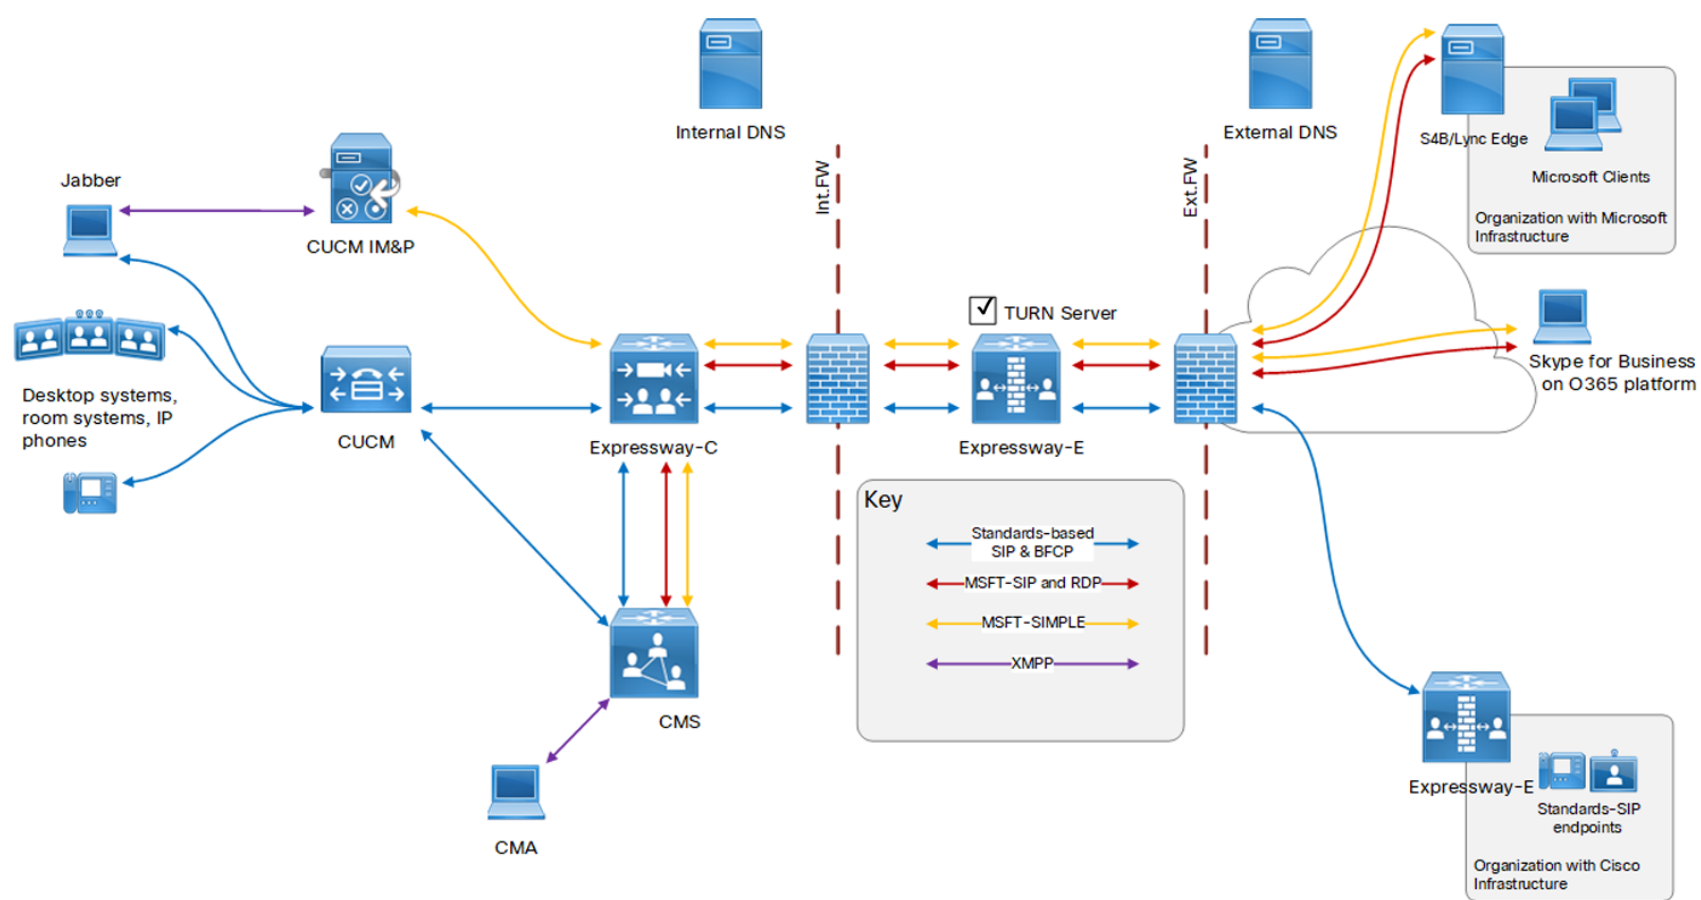 Internal DNS
External DNS
S4B/Lync Edge
Microsoft Clients
Organization with Microsoft
Infrastructure
Jabber
CUCM IM&P
Int.FW
Ext.FW
TURN Server
Skype for Business
on O365 platform
Desktop systems,
room systems, IP
phones
CUCM
Expressway-C
Expressway-E
Key
Standards-based
SIP & BFCP
MSFT-SIP and RDP
MSFT-SIMPLE
XMPP
CMS
CMA
Expressway-E
Standards-SIP
endpoints
Organization with Cisco
Infrastructure